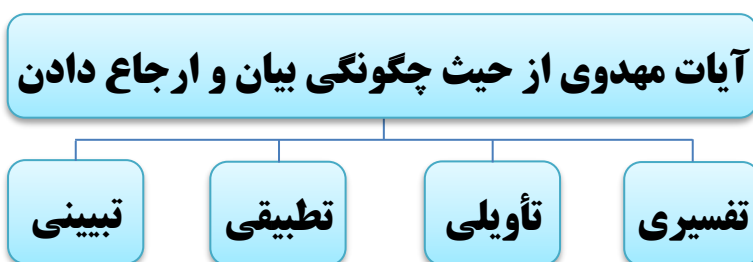 آیات مهدوی از حیث چگونگی بیان و ارجاع دادن
تفسیری
تأویلی
تطبیقی
تبیینی